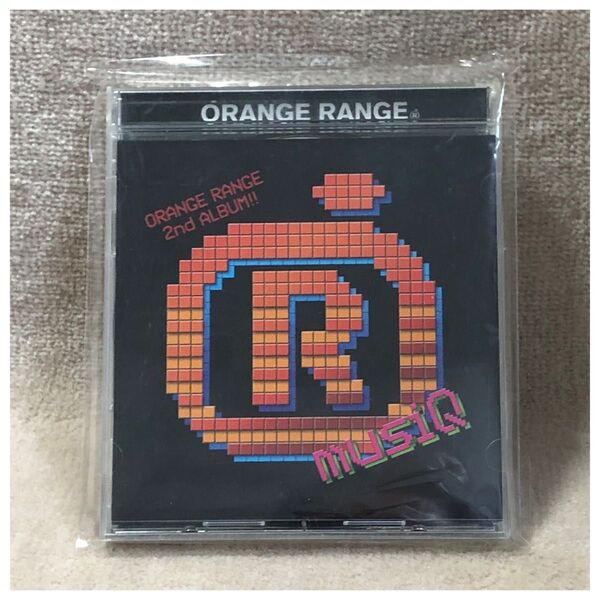 ORANGE RANGE®
ORANGE RANGE
2nd ALBUM!!
R
musiQ